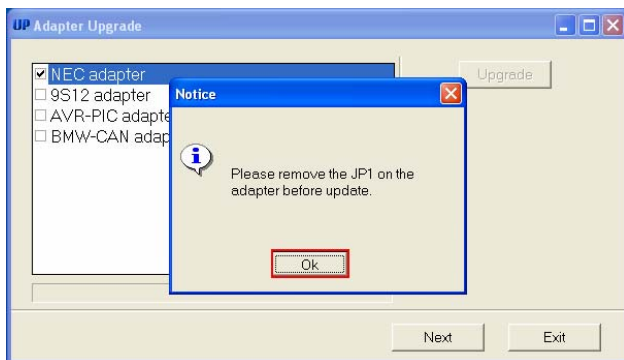 UP Adapter Upgrade
NEC adapter
Upgrade
9S12 adapter
Notice
AVR-PIC adapte
BMW-CAN adap
Please remove the JP1 on the
adapter before update.
Ok
Next
Exit